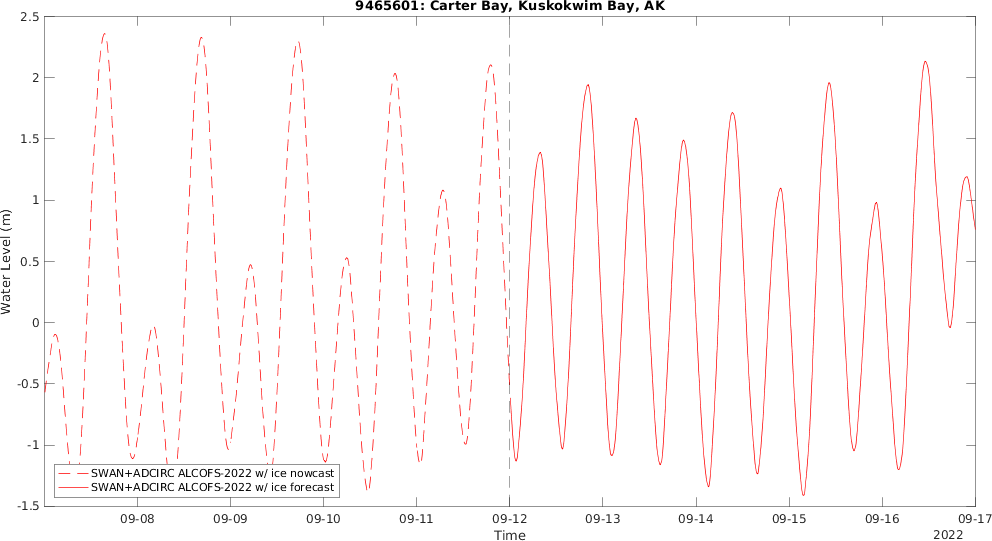 9465601: Carter Bay, Kuskokwim Bay, AK
Water Level (m)
2.5
2
1.5
1
0.5
0
-0.5
-1
-1.5
SWAN+ADCIRC ALCOFS-2022 w/ ice nowcast
SWAN+ADCIRC ALCOFS-2022 w/ ice forecast
09-08 09-09 09-10 09-11 09-12 09-13 09-14 09-15 09-16 09-17
Time
2022